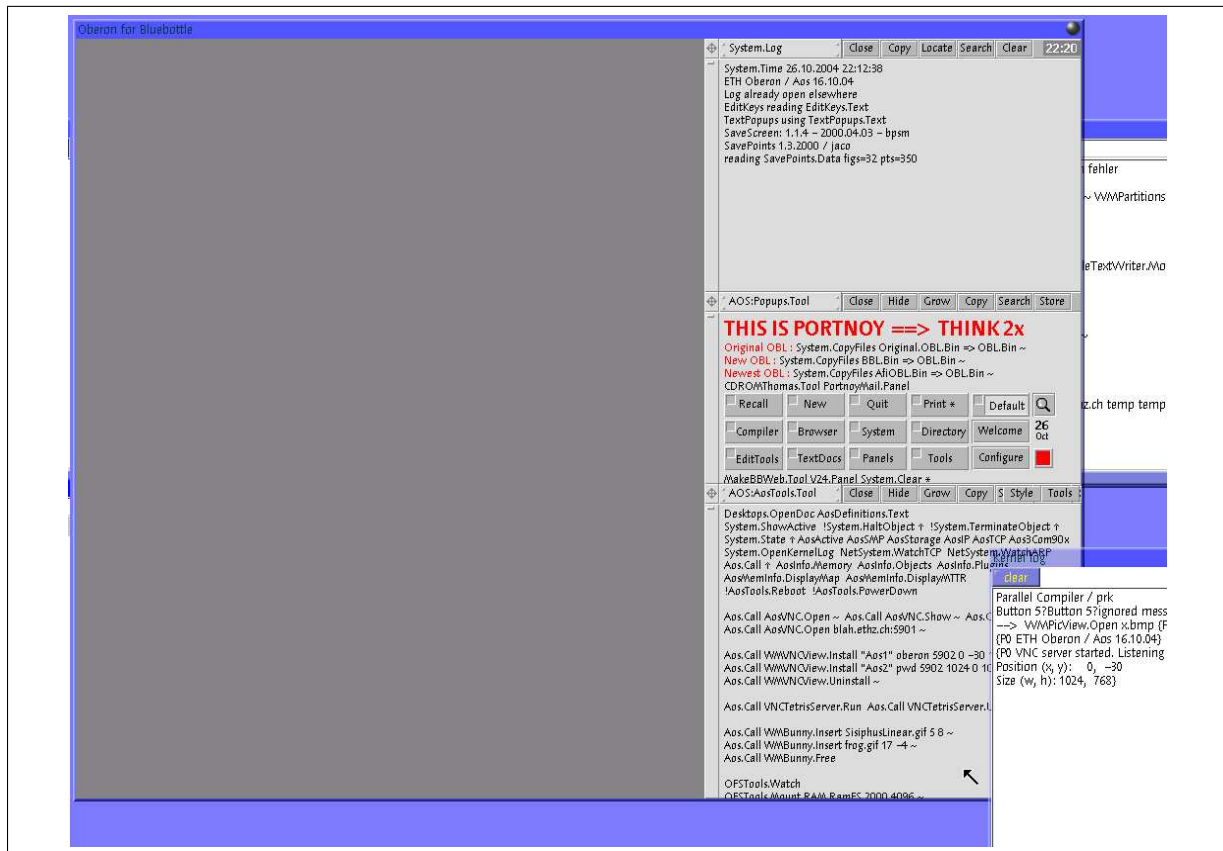 Oberon for Bluebottle
System.Log Close Copy Locate Search Clear 22:20
System.Time 26.10.2004 22:12:38
ETH Oberon / Aos 16.10.04
Log already open elsewhere
EditKeys reading EditKeys.Text
TextPopups using TextPopups.Text
SaveScreen: 1.1.4 – 2000.04.03 – bpsm
SavePoints 1.3.2000 / jaco
reading SavePoints.Data figs=32 pts=350
AOS:Popups.Tool Close Hide Grow Copy Search Store
THIS IS PORTNOY ==> THINK 2x
Original OBL : System.CopyFiles Original.OBL.Bin => OBL.Bin ~
New OBL : System.CopyFiles BBL.Bin => OBL.Bin ~
Newest OBL : System.CopyFiles AfiOBL.Bin => OBL.Bin ~
CDROMThomas.Tool PortnoyMail.Panel
Recall New Quit Print * Default
Compiler Browser System Directory Welcome 26 Oct
EditTools TextDocs Panels Tools Configure
MakeBBWeb.Tool V24.Panel System.Clear *
AOS:AosTools.Tool Close Hide Grow Copy S Style Tools
Desktops.OpenDoc AosDefinitions.Text
System.ShowActive !System.HaltObject ↑ !System.TerminateObject ↑
System.State ↑ AosActive AosSMP AosStorage AosIP AosTCP Aos3Com90x
System.OpenKernelLog NetSystem.WatchTCP NetSystem.WatchARP
Aos.Call ↑ AosInfo.Memory AosInfo.Objects AosInfo.Plugins
AosMemInfo.DisplayMap AosMemInfo.DisplayMTTR
!AosTools.Reboot !AosTools.PowerDown
Aos.Call AosVNC.Open ~ Aos.Call AosVNC.Show ~ Aos.C
Aos.Call AosVNC.Open blah.ethz.ch:5901 ~
Aos.Call WMVNCView.Install "Aos1" oberon 5902 0 –30
Aos.Call WMVNCView.Install "Aos2" pwd 5902 1024 0 10
Aos.Call WMVNCView.Uninstall ~
Aos.Call VNCTetrisServer.Run Aos.Call VNCTetrisServer.U
Aos.Call WMBunny.Insert SisiphusLinear.gif 5 8 ~
Aos.Call WMBunny.Insert frog.gif 17 –4 ~
Aos.Call WMBunny.Free
OFSTools.Watch
OFSTools.Mount RAM RamFS 2000 4096 ~
fehler
~ WMPartitions
leTextWriter.Mo
~
z.ch temp temp
Kernel log
clear
Parallel Compiler / prk
Button 5?Button 5?ignored mess
––> WMPicView.Open x.bmp {F
{P0 ETH Oberon / Aos 16.10.04}
{P0 VNC server started. Listening
Position (x, y): 0, –30
Size (w, h): 1024, 768}